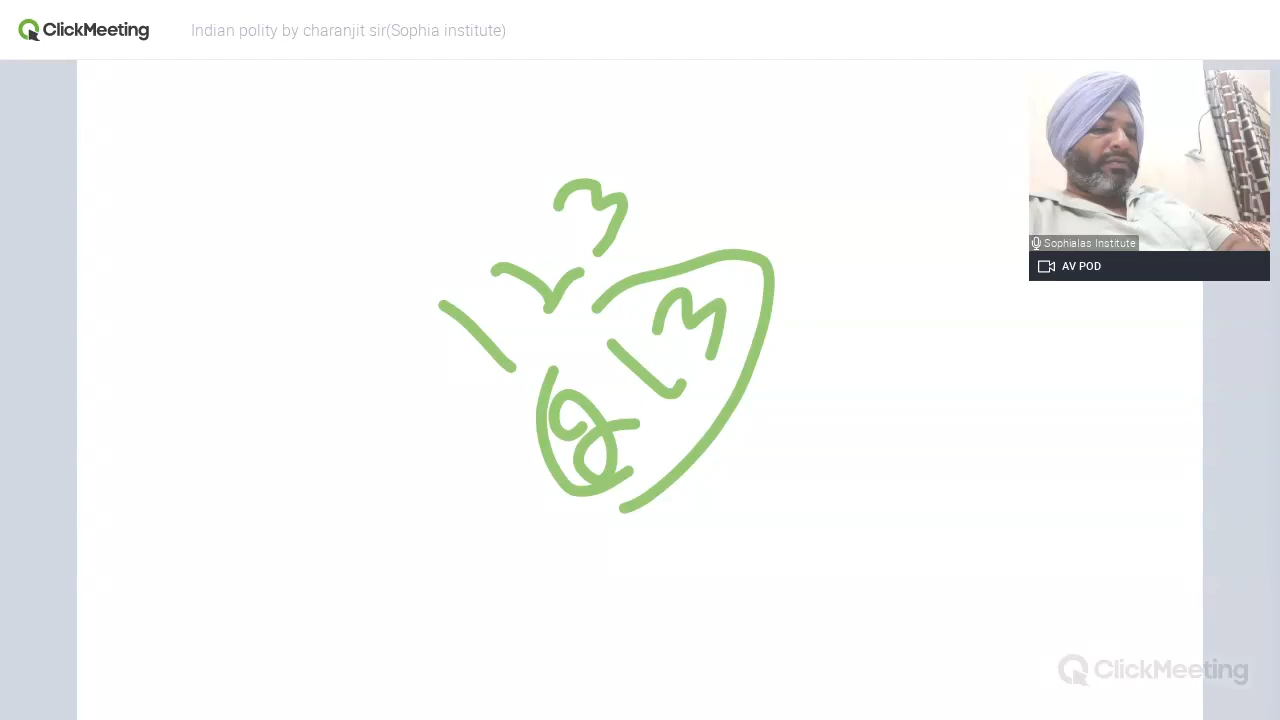 ClickMeeting
Indian polity by charanjit sir(Sophia institute)
Sophialas Institute
AV POD
ClickMeeting